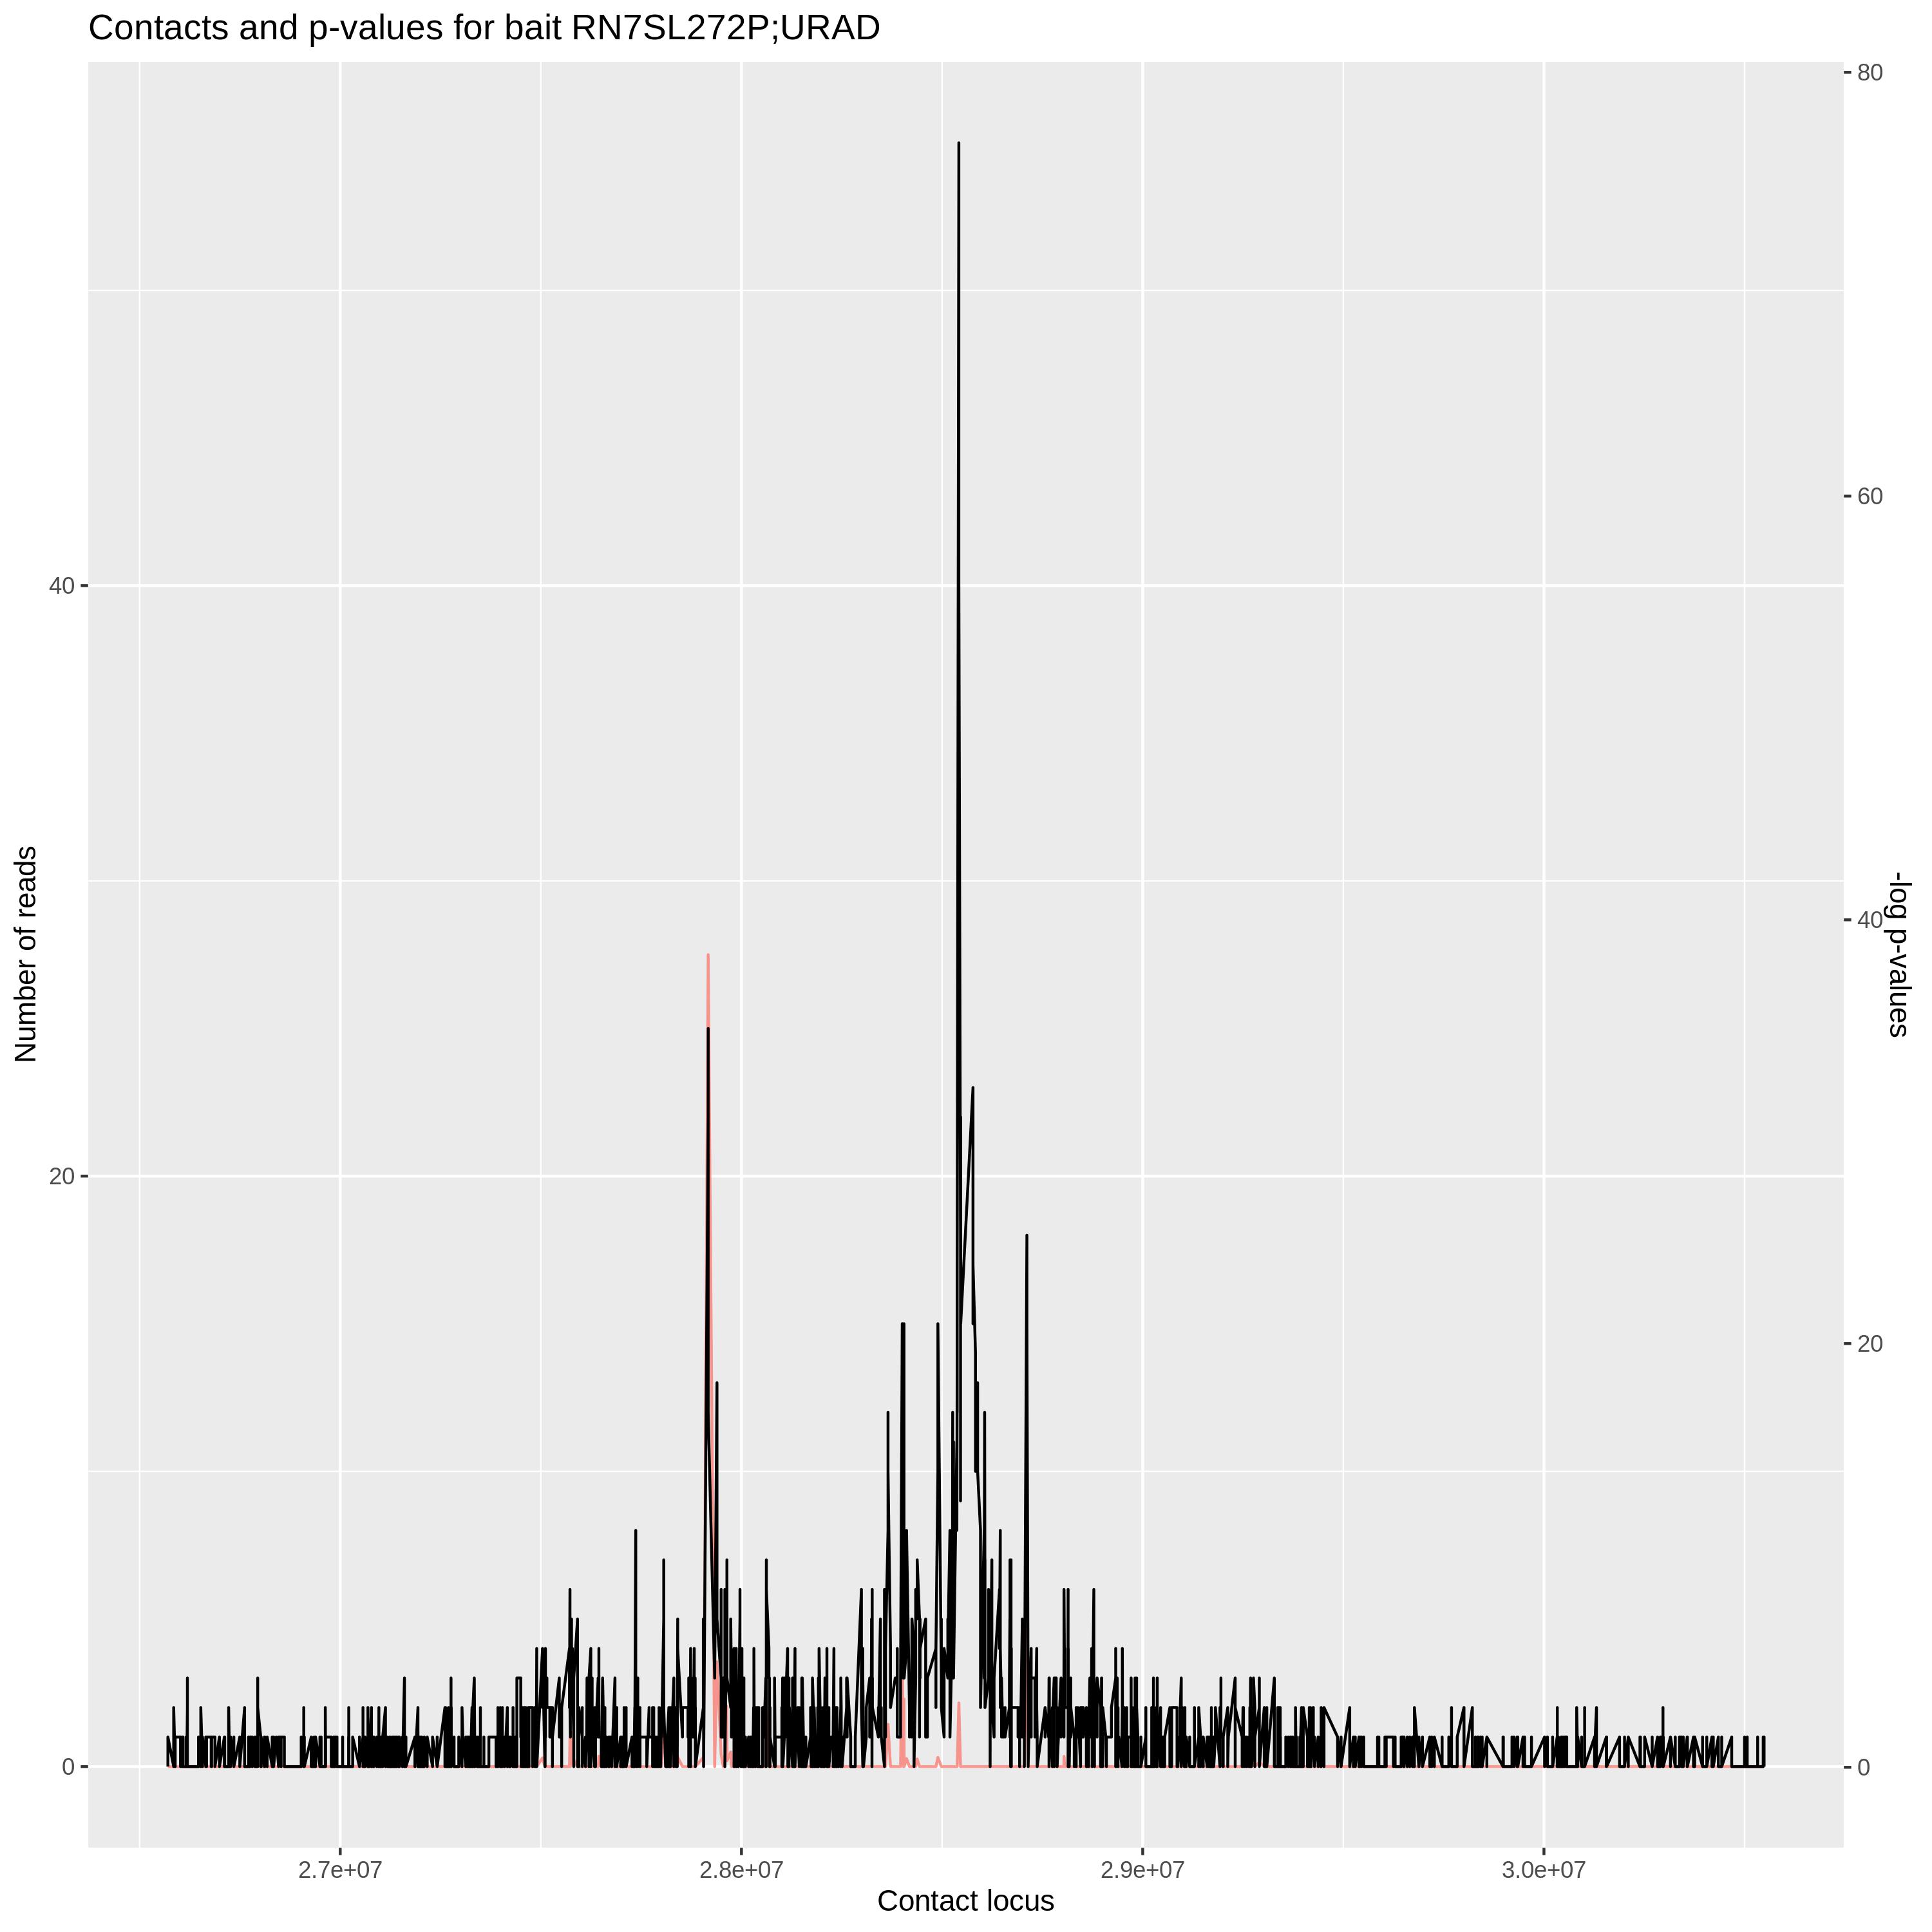 Contacts and p-values for bait RN7SL272P;URAD
80
60
40
40
20
20
0
0
Number of reads
-log p-values
2.7e+07
2.8e+07
2.9e+07
3.0e+07
Contact locus